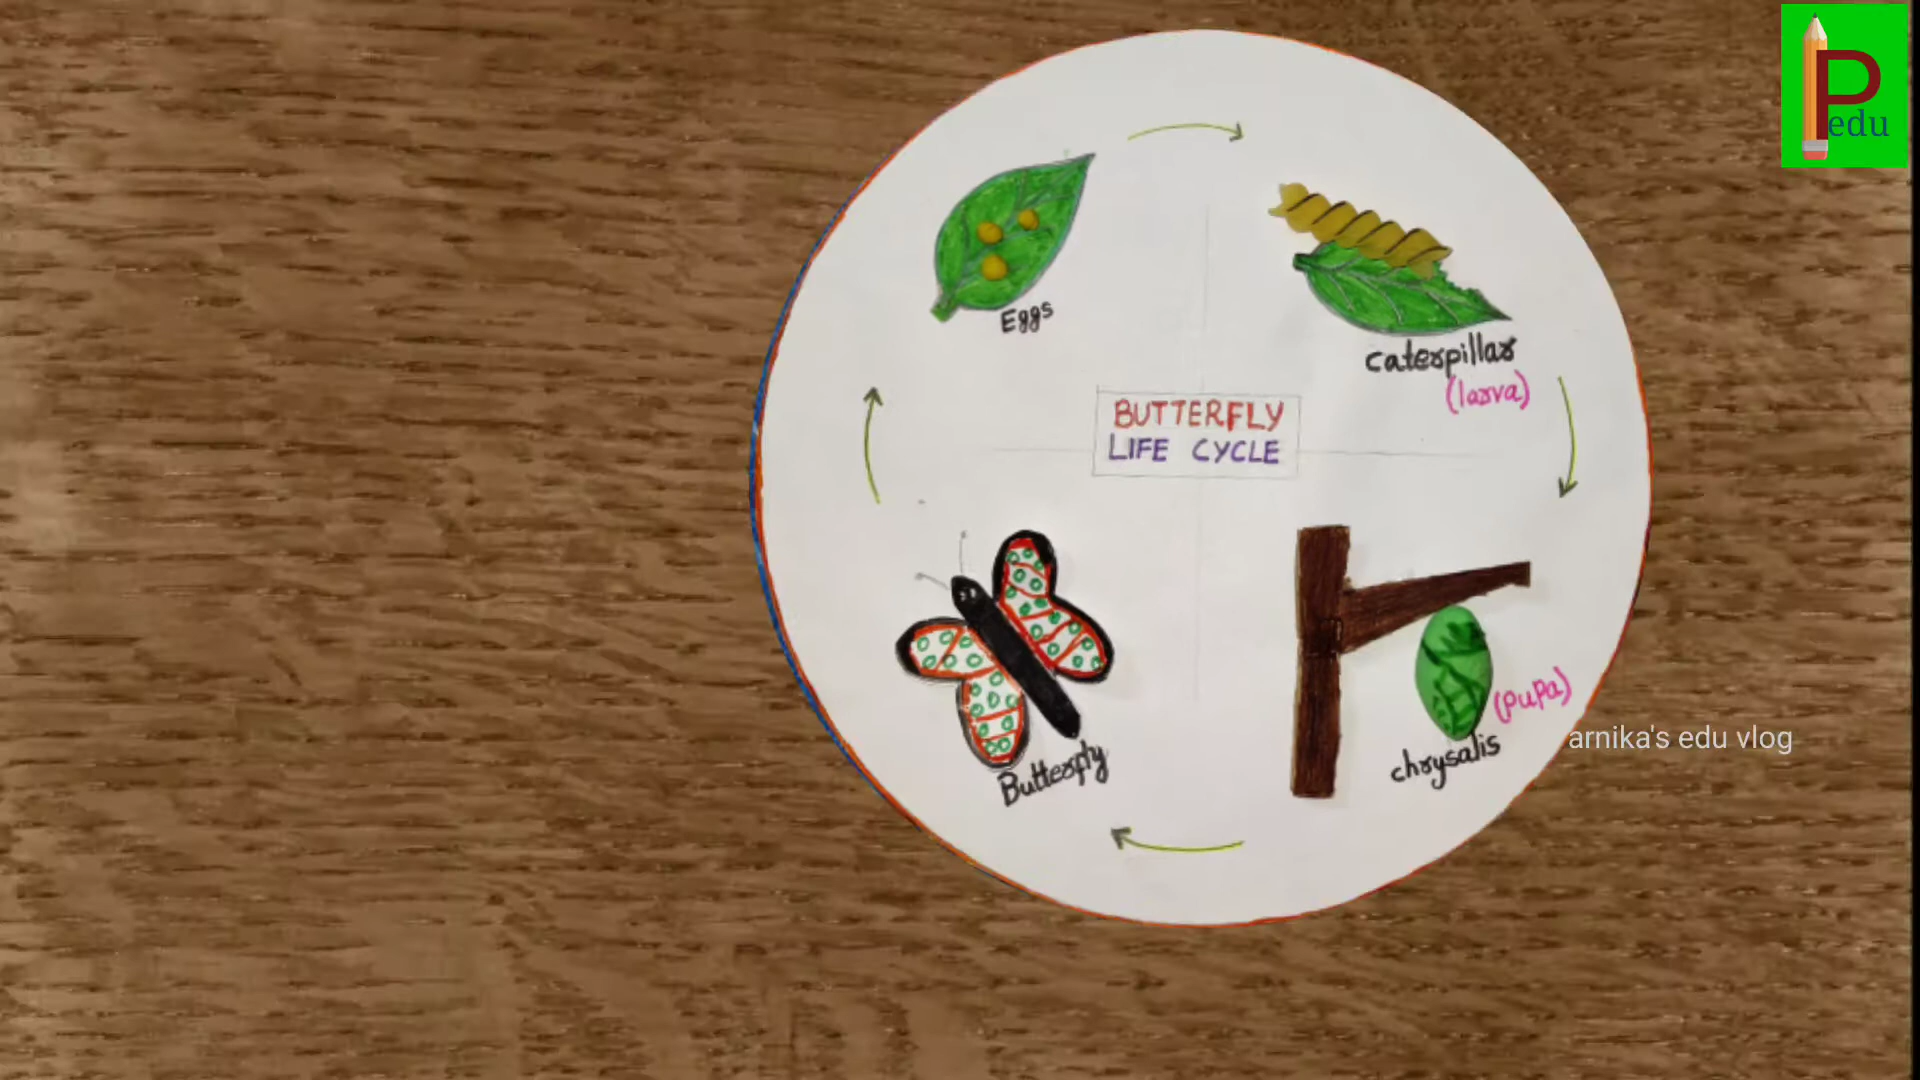 P
edu
Eggs
caterpillar
(larva)
BUTTERFLY
LIFE CYCLE
(pupa)
chrysalis
Butterfly
arnika's edu vlog